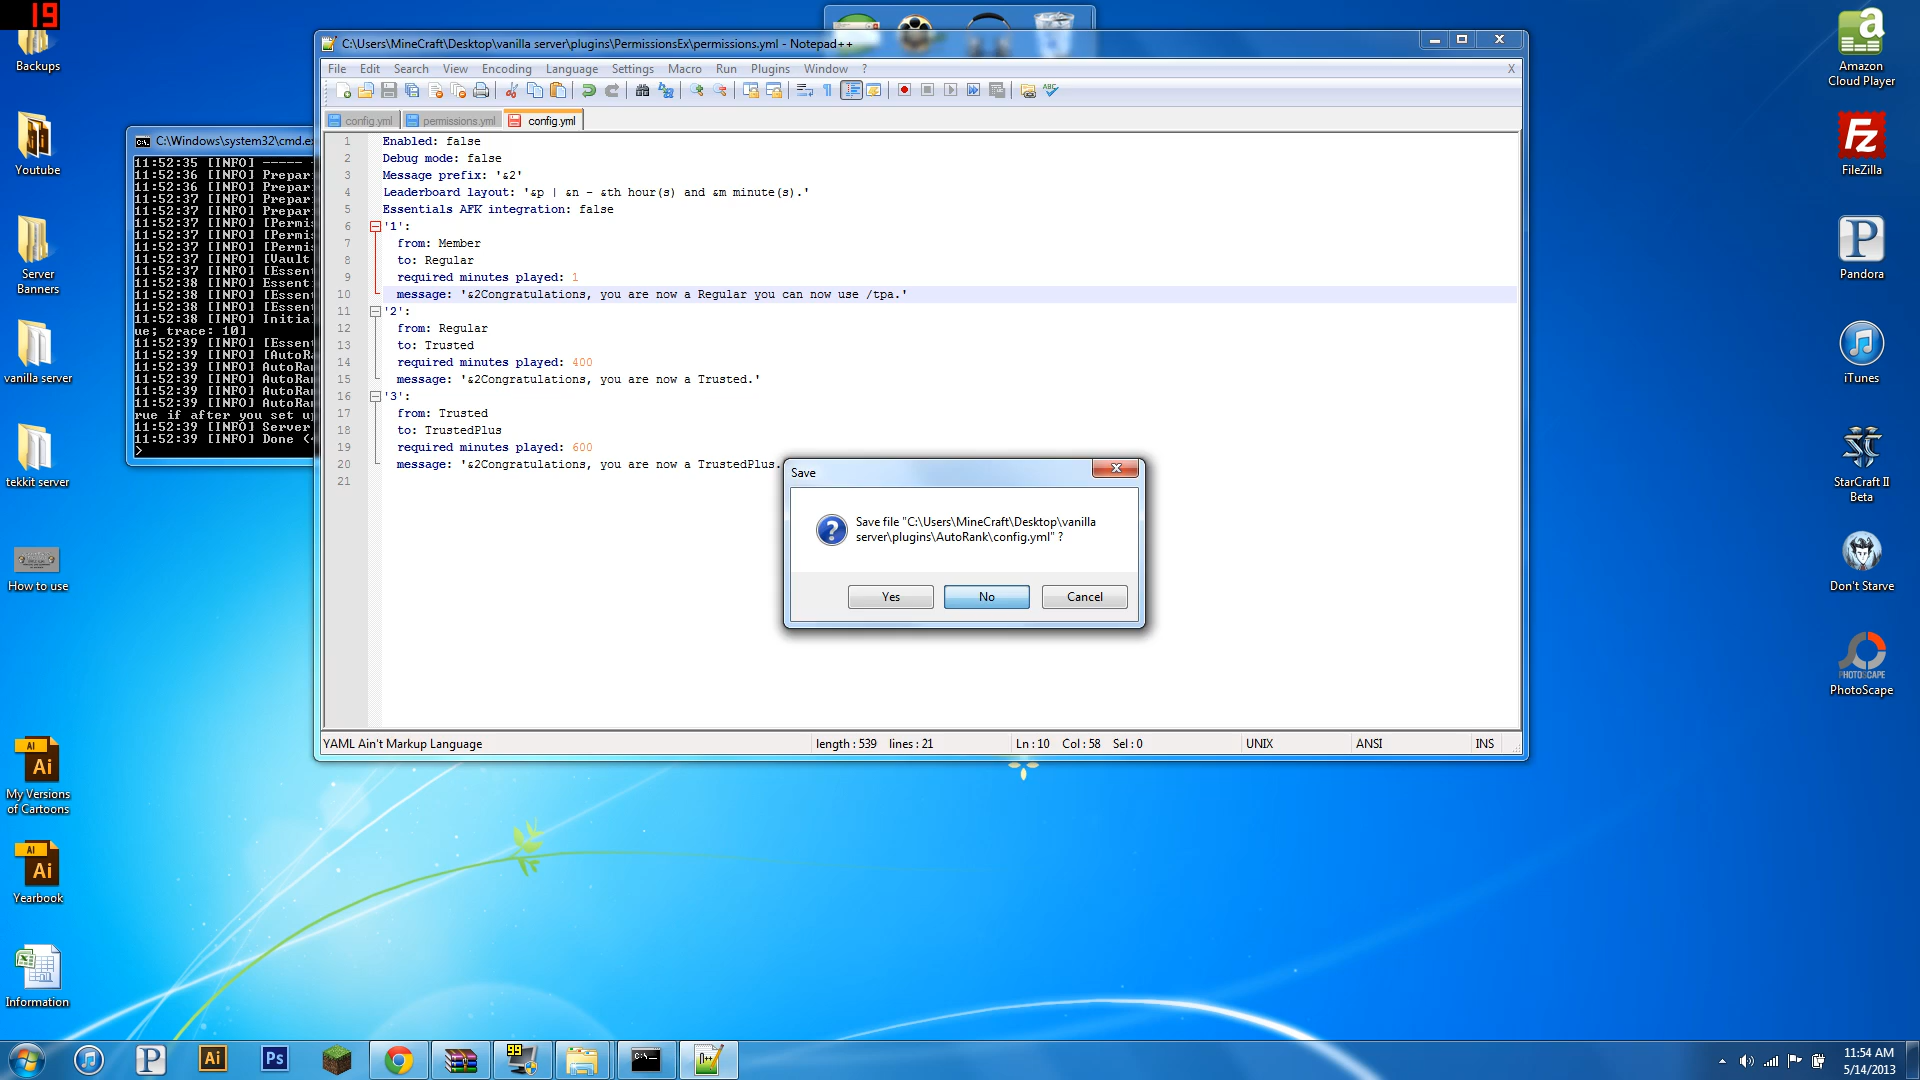 19
Backups
Youtube
Server
Banners
vanilla server
tekkit server
How to use
My Versions
of Cartoons
Yearbook
Information
C:\Windows\system32\cmd.e
11:52:35 [INFO] -----
11:52:36 [INFO] Prepar
11:52:36 [INFO] Prepar
11:52:37 [INFO] Prepar
11:52:37 [INFO] Prepar
11:52:37 [INFO] [Permi
11:52:37 [INFO] [Permi
11:52:37 [INFO] [Permi
11:52:37 [INFO] [Vault
11:52:37 [INFO] [Essen
11:52:38 [INFO] Essent
11:52:38 [INFO] [Essen
11:52:38 [INFO] [Essen
11:52:38 [INFO] Initia
ue; trace: 10]
11:52:39 [INFO] [Essen
11:52:39 [INFO] [AutoRa
11:52:39 [INFO] AutoRa
11:52:39 [INFO] AutoRa
11:52:39 [INFO] AutoRa
11:52:39 [INFO] AutoRa
rue if after you set u
11:52:39 [INFO] Server
11:52:39 [INFO] Done (
>
C:\Users\MineCraft\Desktop\vanilla server\plugins\PermissionsEx\permissions.yml - Notepad++
File Edit Search View Encoding Language Settings Macro Run Plugins Window ? X
config.yml permissions.yml config.yml
1 Enabled: false
2 Debug mode: false
3 Message prefix: '&2'
4 Leaderboard layout: '&p | &n - &th hour(s) and &m minute(s).'
5 Essentials AFK integration: false
6 '1':
7 from: Member
8 to: Regular
9 required minutes played: 1
10 message: '&2Congratulations, you are now a Regular you can now use /tpa.'
11 '2':
12 from: Regular
13 to: Trusted
14 required minutes played: 400
15 message: '&2Congratulations, you are now a Trusted.'
16 '3':
17 from: Trusted
18 to: TrustedPlus
19 required minutes played: 600
20 message: '&2Congratulations, you are now a TrustedPlus.
21
Save
Save file "C:\Users\MineCraft\Desktop\vanilla
server\plugins\AutoRank\config.yml" ?
Yes No Cancel
YAML Ain't Markup Language length : 539 lines : 21 Ln : 10 Col : 58 Sel : 0 UNIX ANSI INS
Amazon
Cloud Player
FileZilla
Pandora
iTunes
StarCraft II
Beta
Don't Starve
PHOTOSCAPE
PhotoScape
Ai
Ai
Ai
Ps
99
11:54 AM
5/14/2013